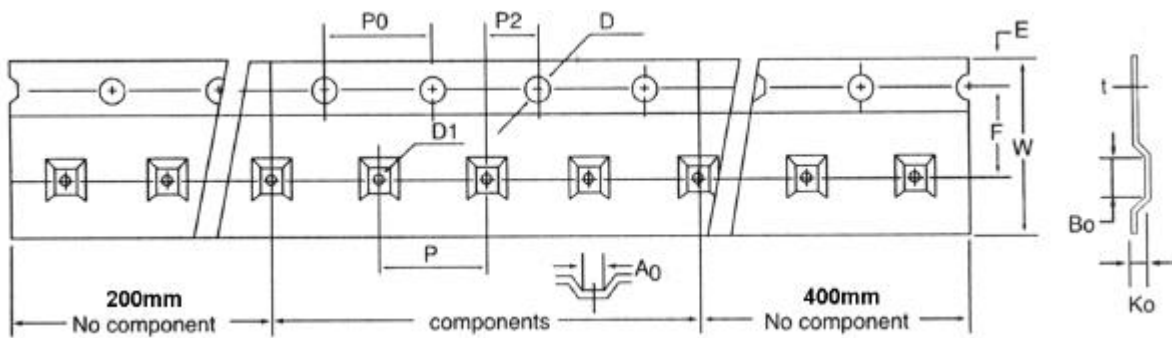 P0
P2
D
E
t
D1
F
W
Bo
P
A0
Ko
200mm
No component
components
400mm
No component